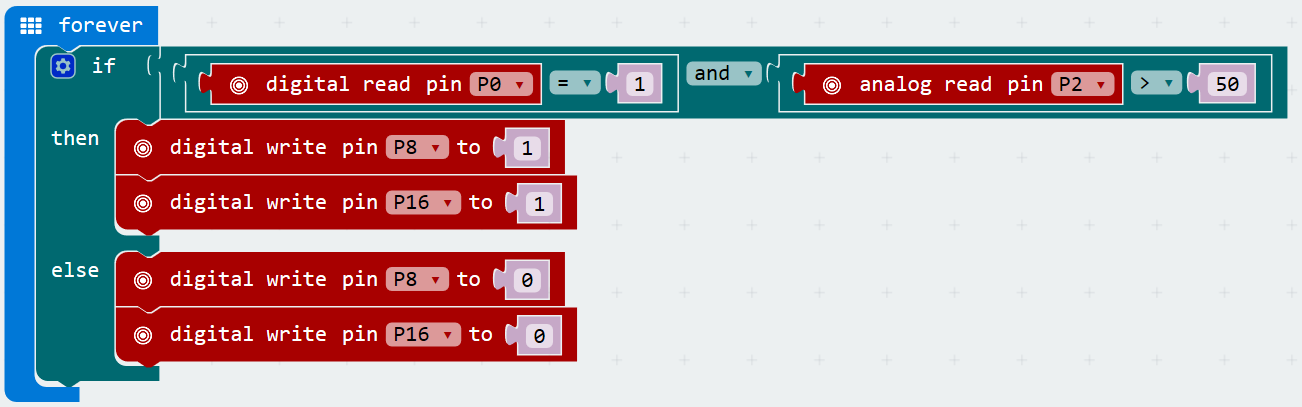 forever
if digital read pin P0 = 1 and analog read pin P2 > 50
then digital write pin P8 to 1
digital write pin P16 to 1
else digital write pin P8 to 0
digital write pin P16 to 0